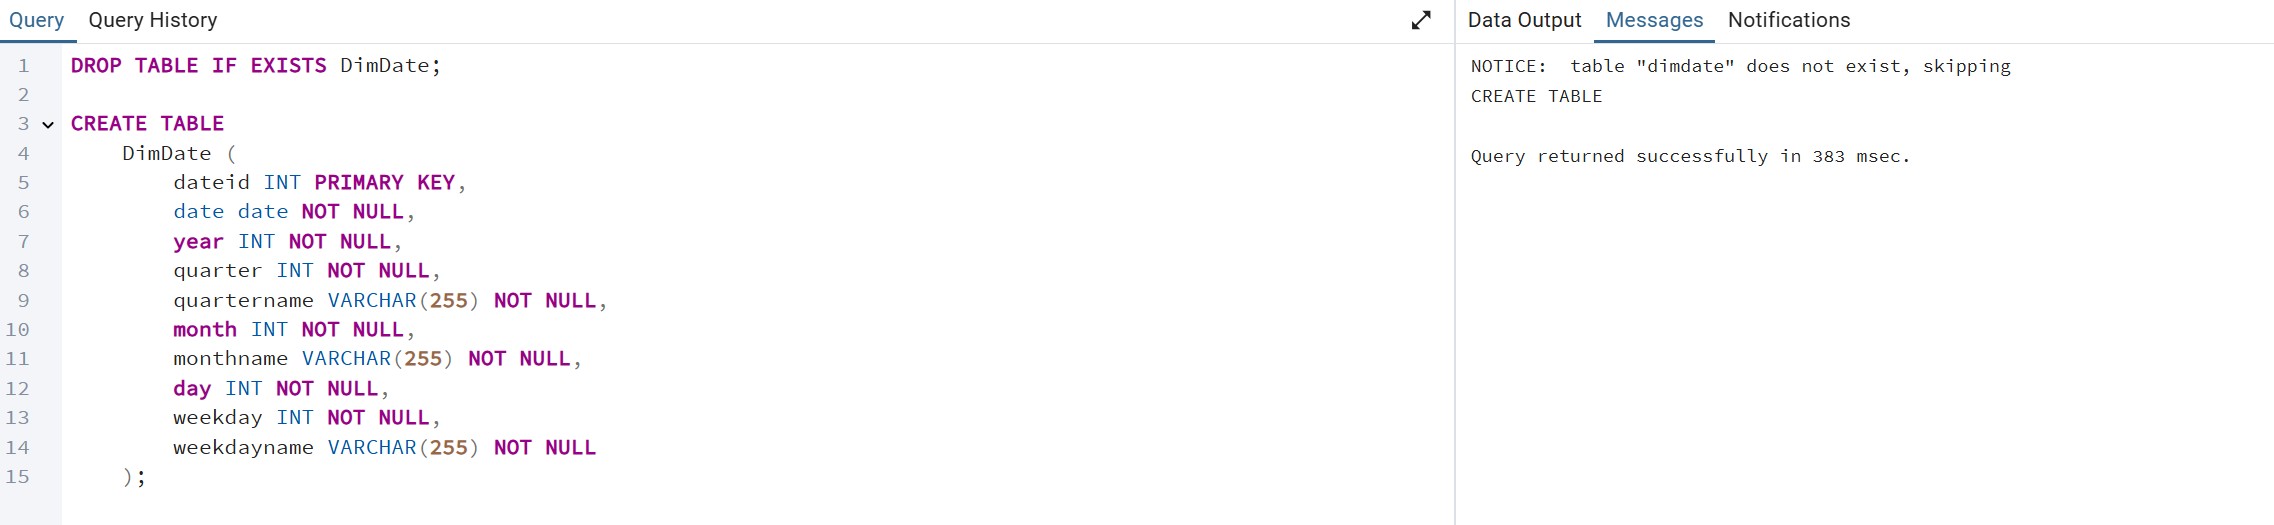 Query Query History
1 DROP TABLE IF EXISTS DimDate;
2
3 CREATE TABLE
4 DimDate (
5 dateid INT PRIMARY KEY,
6 date date NOT NULL,
7 year INT NOT NULL,
8 quarter INT NOT NULL,
9 quartername VARCHAR(255) NOT NULL,
10 month INT NOT NULL,
11 monthname VARCHAR(255) NOT NULL,
12 day INT NOT NULL,
13 weekday INT NOT NULL,
14 weekdayname VARCHAR(255) NOT NULL
15 );
Data Output Messages Notifications
NOTICE:  table "dimdate" does not exist, skipping
CREATE TABLE
Query returned successfully in 383 msec.